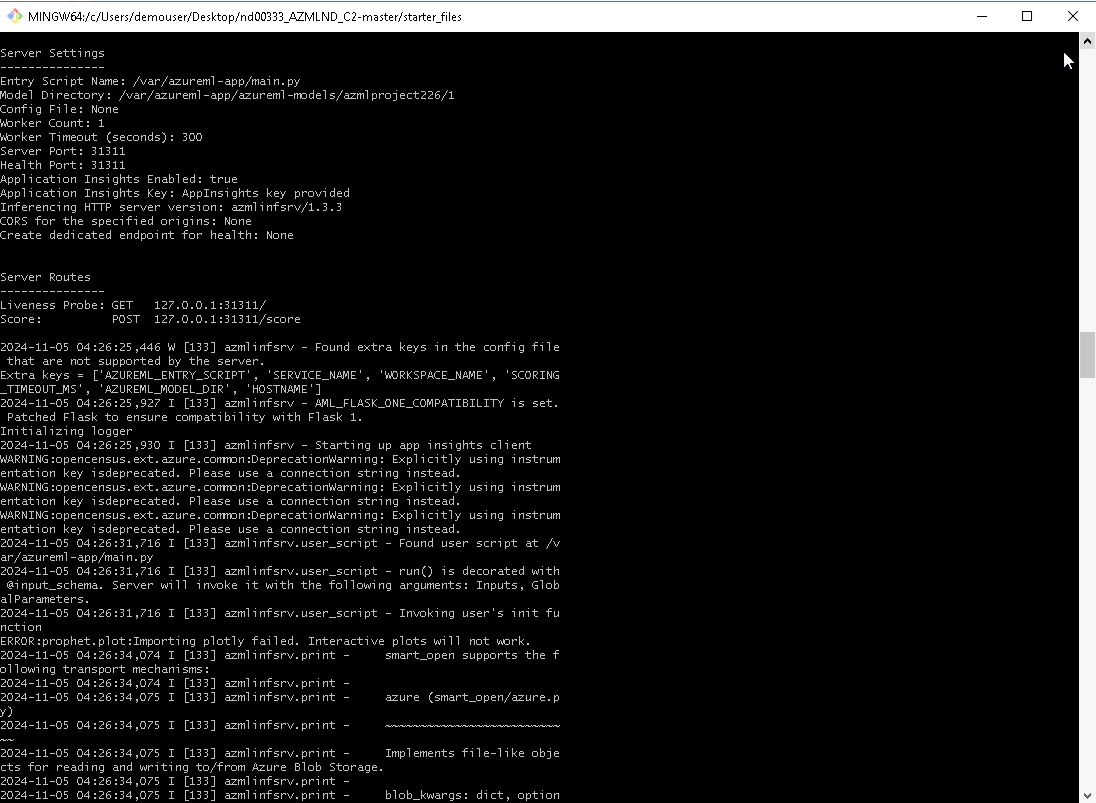 MINGW64:/c/Users/demouser/Desktop/nd00333_AZMLND_C2-master/starter_files
Server Settings
---------------
Entry Script Name: /var/azureml-app/main.py
Model Directory: /var/azureml-app/azureml-models/azmlproject226/1
Config File: None
Worker Count: 1
Worker Timeout (seconds): 300
Server Port: 31311
Health Port: 31311
Application Insights Enabled: true
Application Insights Key: AppInsights key provided
Inferencing HTTP server version: azmlinfsrv/1.3.3
CORS for the specified origins: None
Create dedicated endpoint for health: None
Server Routes
---------------
Liveness Probe: GET   127.0.0.1:31311/
Score:          POST  127.0.0.1:31311/score
2024-11-05 04:26:25,446 W [133] azmlinfsrv - Found extra keys in the config file
 that are not supported by the server.
Extra keys = ['AZUREML_ENTRY_SCRIPT', 'SERVICE_NAME', 'WORKSPACE_NAME', 'SCORING
_TIMEOUT_MS', 'AZUREML_MODEL_DIR', 'HOSTNAME']
2024-11-05 04:26:25,927 I [133] azmlinfsrv - AML_FLASK_ONE_COMPATIBILITY is set.
 Patched Flask to ensure compatibility with Flask 1.
Initializing logger
2024-11-05 04:26:25,930 I [133] azmlinfsrv - Starting up app insights client
WARNING:opencensus.ext.azure.common:DeprecationWarning: Explicitly using instrum
entation key isdeprecated. Please use a connection string instead.
WARNING:opencensus.ext.azure.common:DeprecationWarning: Explicitly using instrum
entation key isdeprecated. Please use a connection string instead.
WARNING:opencensus.ext.azure.common:DeprecationWarning: Explicitly using instrum
entation key isdeprecated. Please use a connection string instead.
2024-11-05 04:26:31,716 I [133] azmlinfsrv.user_script - Found user script at /v
ar/azureml-app/main.py
2024-11-05 04:26:31,716 I [133] azmlinfsrv.user_script - run() is decorated with
 @input_schema. Server will invoke it with the following arguments: Inputs, Glob
alParameters.
2024-11-05 04:26:31,716 I [133] azmlinfsrv.user_script - Invoking user's init fu
nction
ERROR:prophet.plot:Importing plotly failed. Interactive plots will not work.
2024-11-05 04:26:34,074 I [133] azmlinfsrv.print -     smart_open supports the f
ollowing transport mechanisms:
2024-11-05 04:26:34,074 I [133] azmlinfsrv.print -
2024-11-05 04:26:34,075 I [133] azmlinfsrv.print -     azure (smart_open/azure.p
y)
2024-11-05 04:26:34,075 I [133] azmlinfsrv.print -     ~~~~~~~~~~~~~~~~~~~~~~~~~
~~
2024-11-05 04:26:34,075 I [133] azmlinfsrv.print -     Implements file-like obje
cts for reading and writing to/from Azure Blob Storage.
2024-11-05 04:26:34,075 I [133] azmlinfsrv.print -
2024-11-05 04:26:34,075 I [133] azmlinfsrv.print -     blob_kwargs: dict, option